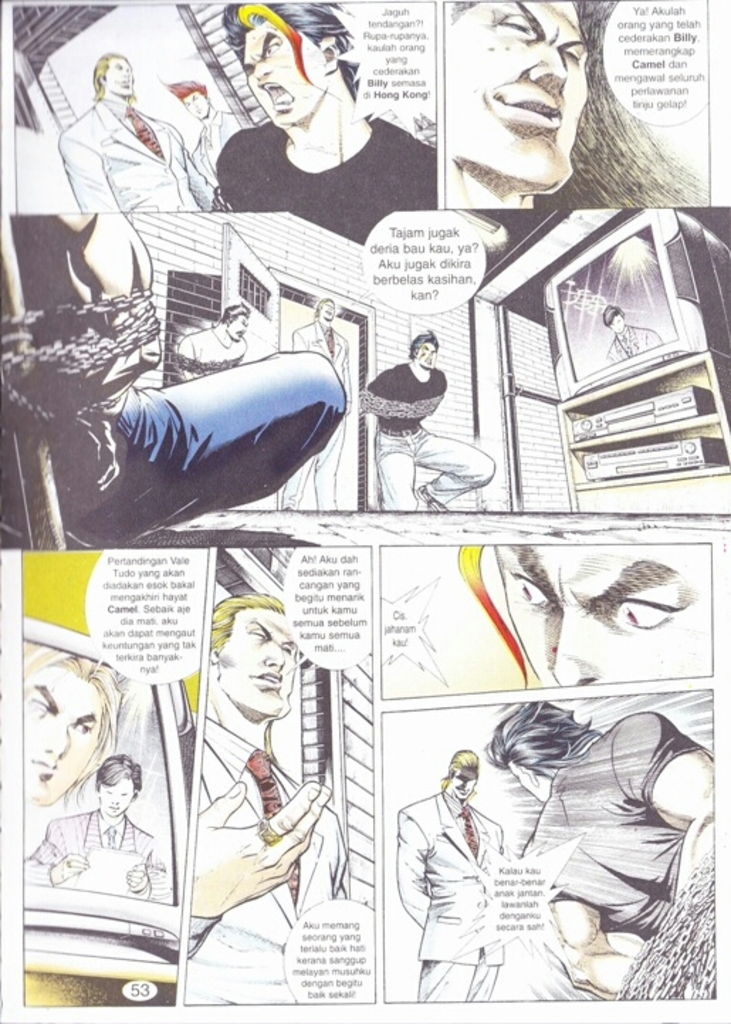 Jaguh
tendangan?!
Rupa-rupanya,
kaulah orang
yang
cederakan
Billy semasa
di Hong Kong!
Ya! Akulah
orang yang telah
cederakan Billy,
memerangkap
Camel dan
mengawal seluruh
perlawanan
tinju gelap!
Tajam jugak
deria bau kau, ya?
Aku jugak dikira
berbelas kasihan,
kan?
Pertandingan Vale
Tudo yang akan
diadakan esok bakal
mengakhiri hayat
Camel. Sebaik aje
dia mati, aku
akan dapat mengaut
keuntungan yang tak
terkira banyak-
nya!
Ah! Aku dah
sediakan ran-
cangan yang
begitu menarik
untuk kamu
semua sebelum
kamu semua
mati....
Aku memang
seorang yang
terlalu baik hati
kerana sanggup
melayan musuhku
dengan begitu
baik sekali!
Cis,
jahanam
kau!
Kalau kau
benar-benar
anak jantan,
lawanlah
denganku
secara sah!
53